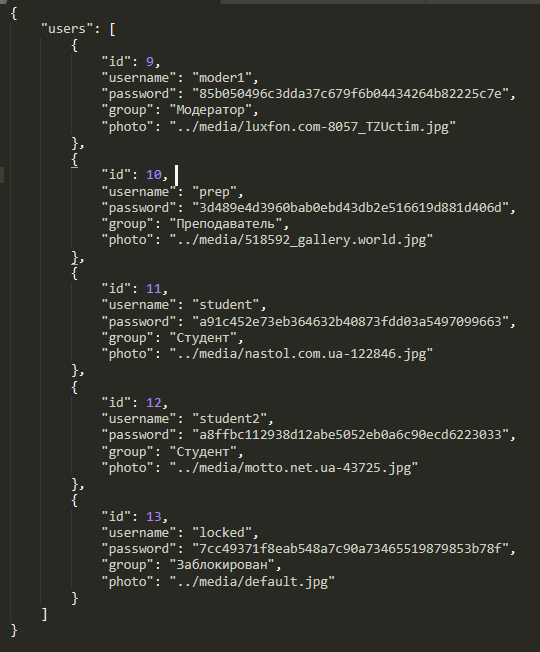 {
"users": [
{
"id": 9,
"username": "moder1",
"password": "85b050496c3dda37c679f6b04434264b82225c7e",
"group": "Модератор",
"photo": "../media/luxfon.com-8057_TZUctim.jpg"
},
{
"id": 10,
"username": "prep",
"password": "3d489e4d3960bab0ebd43db2e516619d881d406d",
"group": "Преподаватель",
"photo": "../media/518592_gallery.world.jpg"
},
{
"id": 11,
"username": "student",
"password": "a91c452e73eb364632b40873fdd03a5497099663",
"group": "Студент",
"photo": "../media/nastol.com.ua-122846.jpg"
},
{
"id": 12,
"username": "student2",
"password": "a8ffbc112938d12abe5052eb0a6c90ecd6223033",
"group": "Студент",
"photo": "../media/motto.net.ua-43725.jpg"
},
{
"id": 13,
"username": "locked",
"password": "7cc49371f8eab548a7c90a73465519879853b78f",
"group": "Заблокирован",
"photo": "../media/default.jpg"
}
]
}